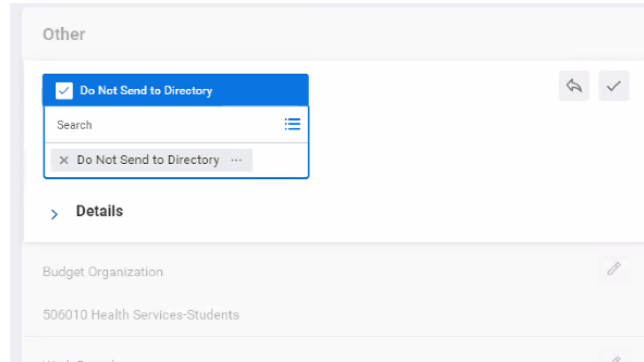 Other
Do Not Send to Directory
Search
× Do Not Send to Directory ...
Details
Budget Organization
506010 Health Services-Students